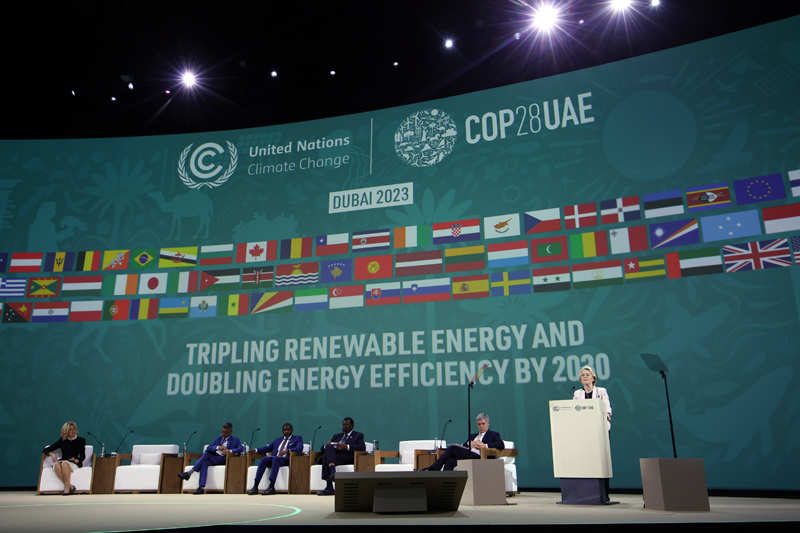 United Nations
Climate Change
COP28UAE
DUBAI 2023
TRIPLING RENEWABLE ENERGY AND
DOUBLING ENERGY EFFICIENCY BY 2030